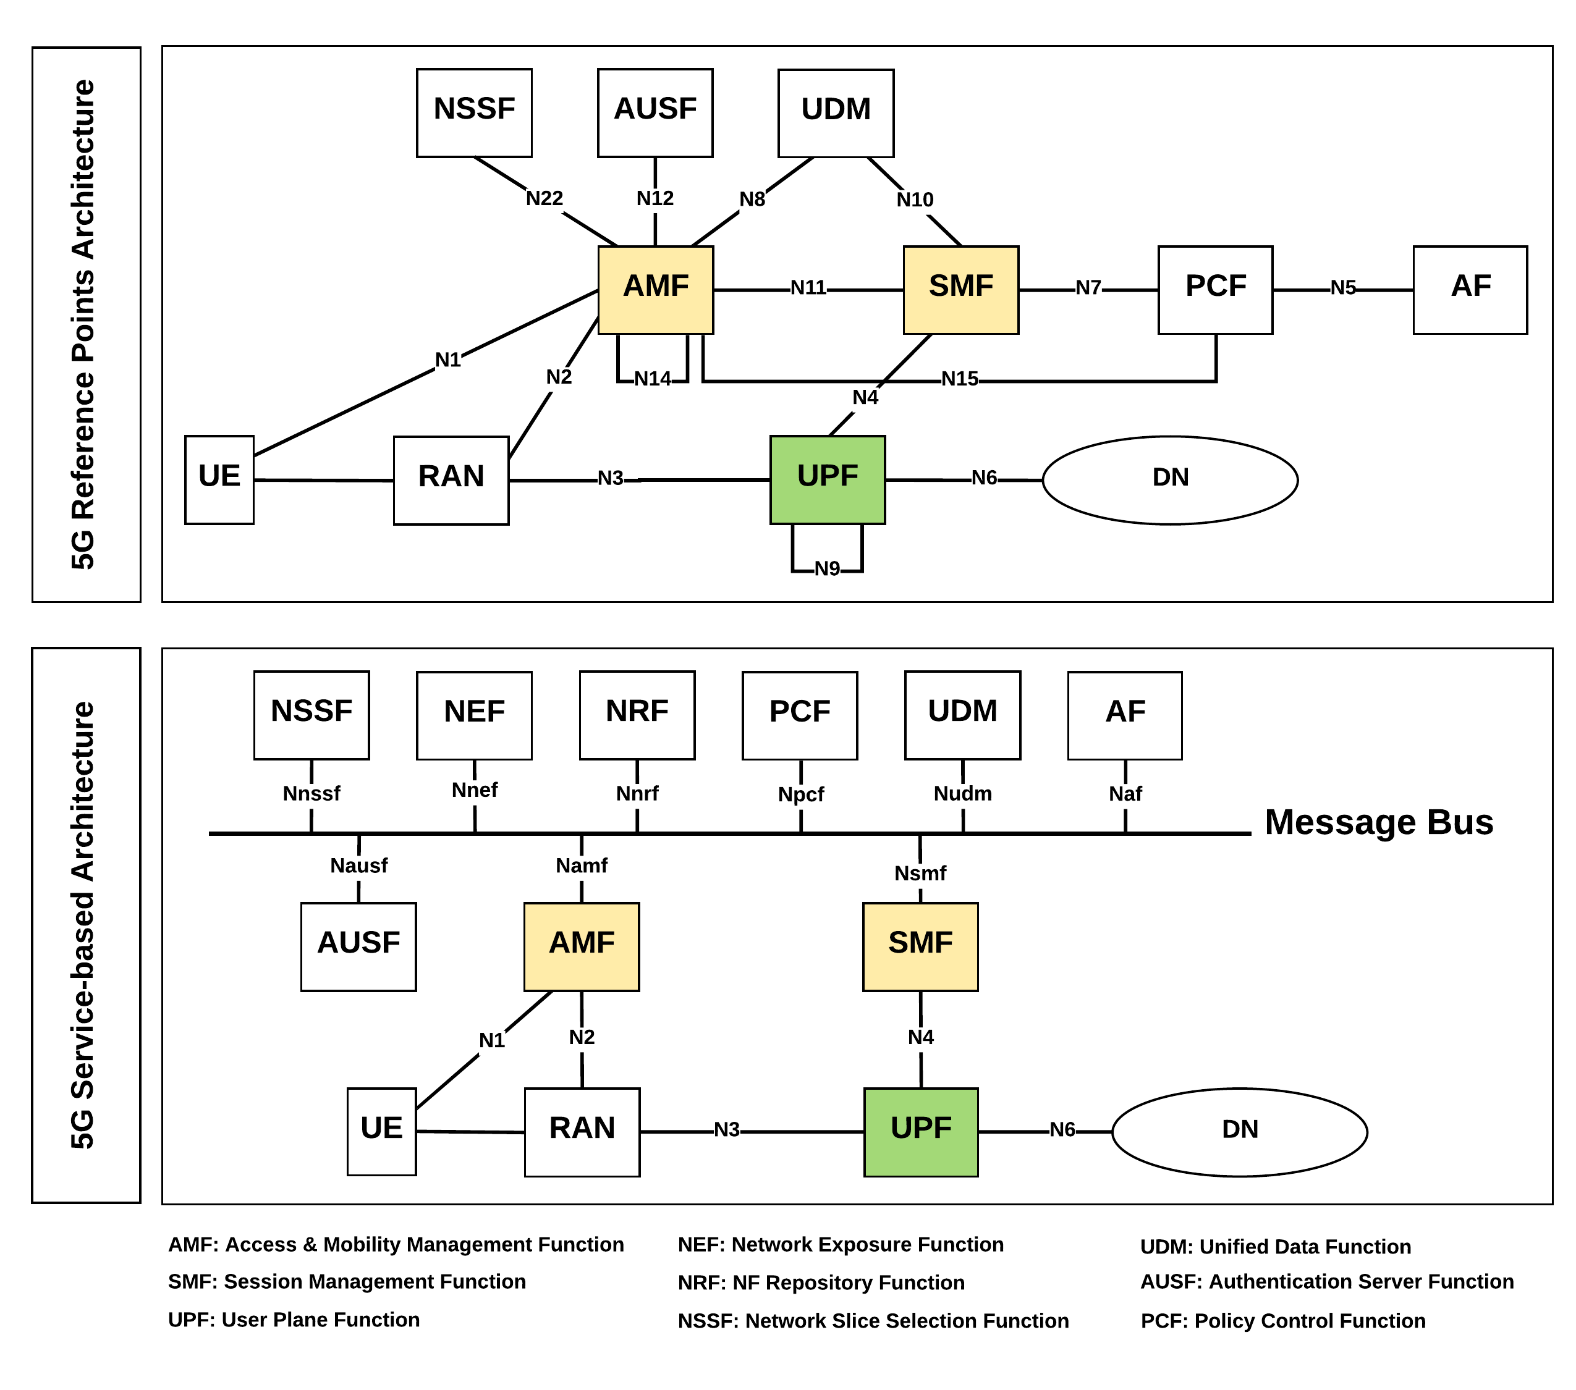 5G Reference Points Architecture
NSSF
AUSF
UDM
N22
N12
N8
N10
AMF
N11
SMF
N7
PCF
N5
AF
N1
N2
N14
N15
N4
UE
RAN
N3
UPF
N6
DN
N9
5G Service-based Architecture
NSSF
NEF
NRF
PCF
UDM
AF
Nnssf
Nnef
Nnrf
Npcf
Nudm
Naf
Message Bus
Nausf
Namf
Nsmf
AUSF
AMF
SMF
N1
N2
N4
UE
RAN
N3
UPF
N6
DN
AMF: Access & Mobility Management Function
SMF: Session Management Function
UPF: User Plane Function
NEF: Network Exposure Function
NRF: NF Repository Function
NSSF: Network Slice Selection Function
UDM: Unified Data Function
AUSF: Authentication Server Function
PCF: Policy Control Function